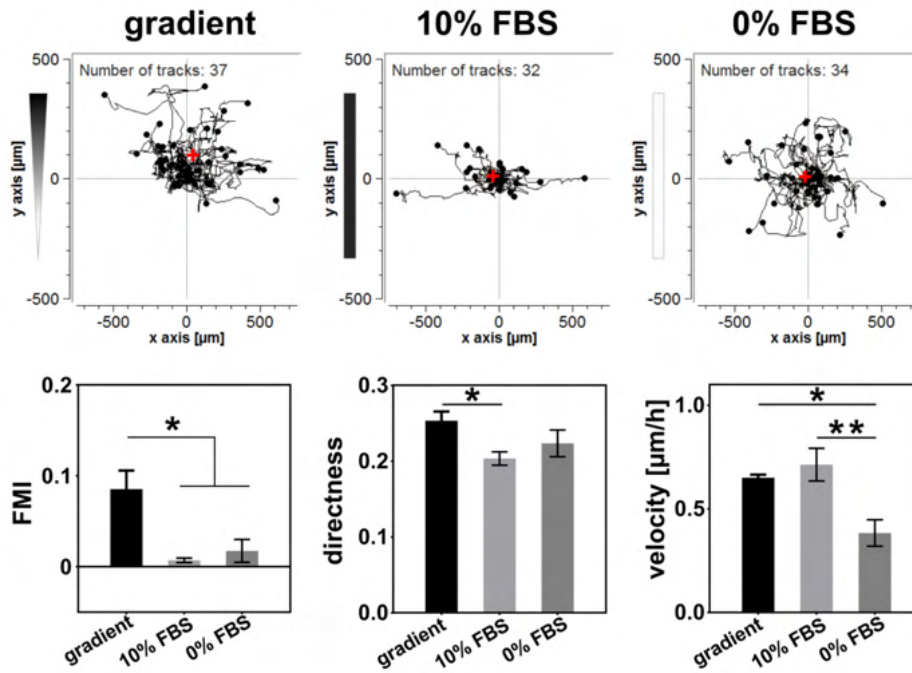 gradient
10% FBS
0% FBS
500
Number of tracks: 37
y axis [µm]
0
-500
-500 0 500
x axis [µm]
500
Number of tracks: 32
y axis [µm]
0
-500
-500 0 500
x axis [µm]
500
Number of tracks: 34
y axis [µm]
0
-500
-500 0 500
x axis [µm]
0.2
*
0.1
FMI
0
gradient
10% FBS
0% FBS
0.3
*
0.2
directness
0.1
0.0
gradient
10% FBS
0% FBS
*
1.0
**
velocity [µm/h]
0.5
0.0
gradient
10% FBS
0% FBS